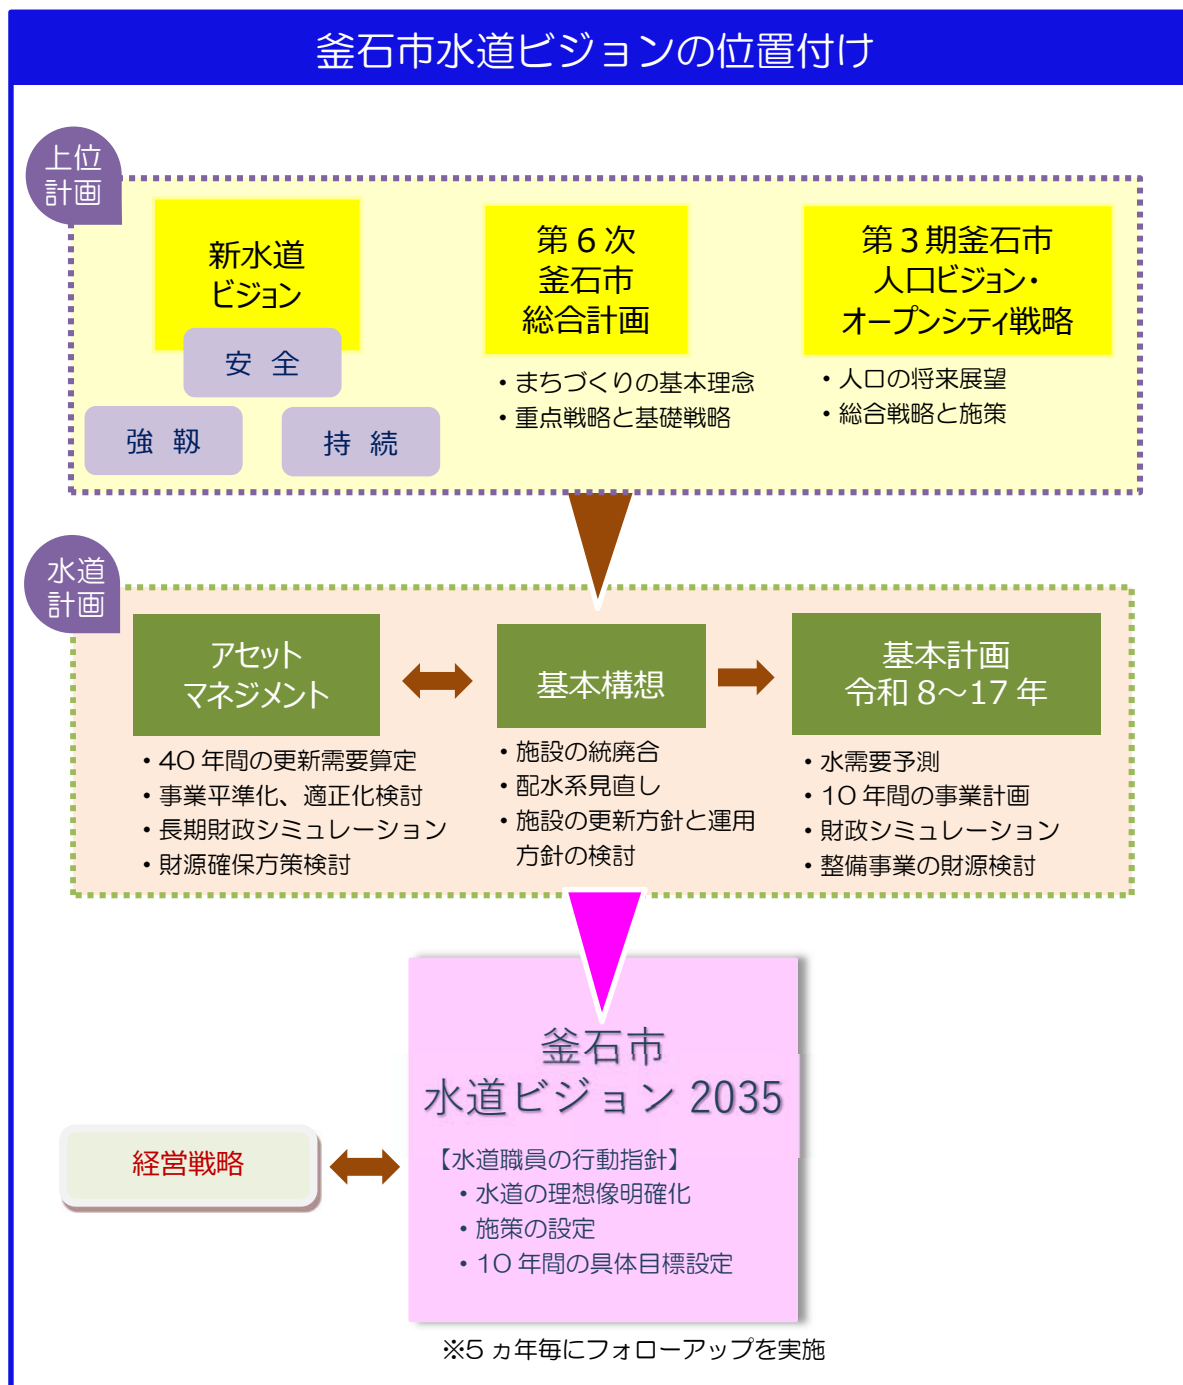 釜石市水道ビジョンの位置付け
上位
計画
新水道
ビジョン
安 全
強 靱
持 続
第6次
釜石市
総合計画
・まちづくりの基本理念
・重点戦略と基礎戦略
第3期釜石市
人口ビジョン・
オープンシティ戦略
・人口の将来展望
・総合戦略と施策
水道
計画
アセット
マネジメント
・40年間の更新需要算定
・事業平準化、適正化検討
・長期財政シミュレーション
・財源確保方策検討
基本構想
・施設の統廃合
・配水系見直し
・施設の更新方針と運用
方針の検討
基本計画
令和8～17年
・水需要予測
・10年間の事業計画
・財政シミュレーション
・整備事業の財源検討
釜石市
水道ビジョン2035
【水道職員の行動指針】
・水道の理想像明確化
・施策の設定
・10年間の具体目標設定
経営戦略
※5ヵ年毎にフォローアップを実施